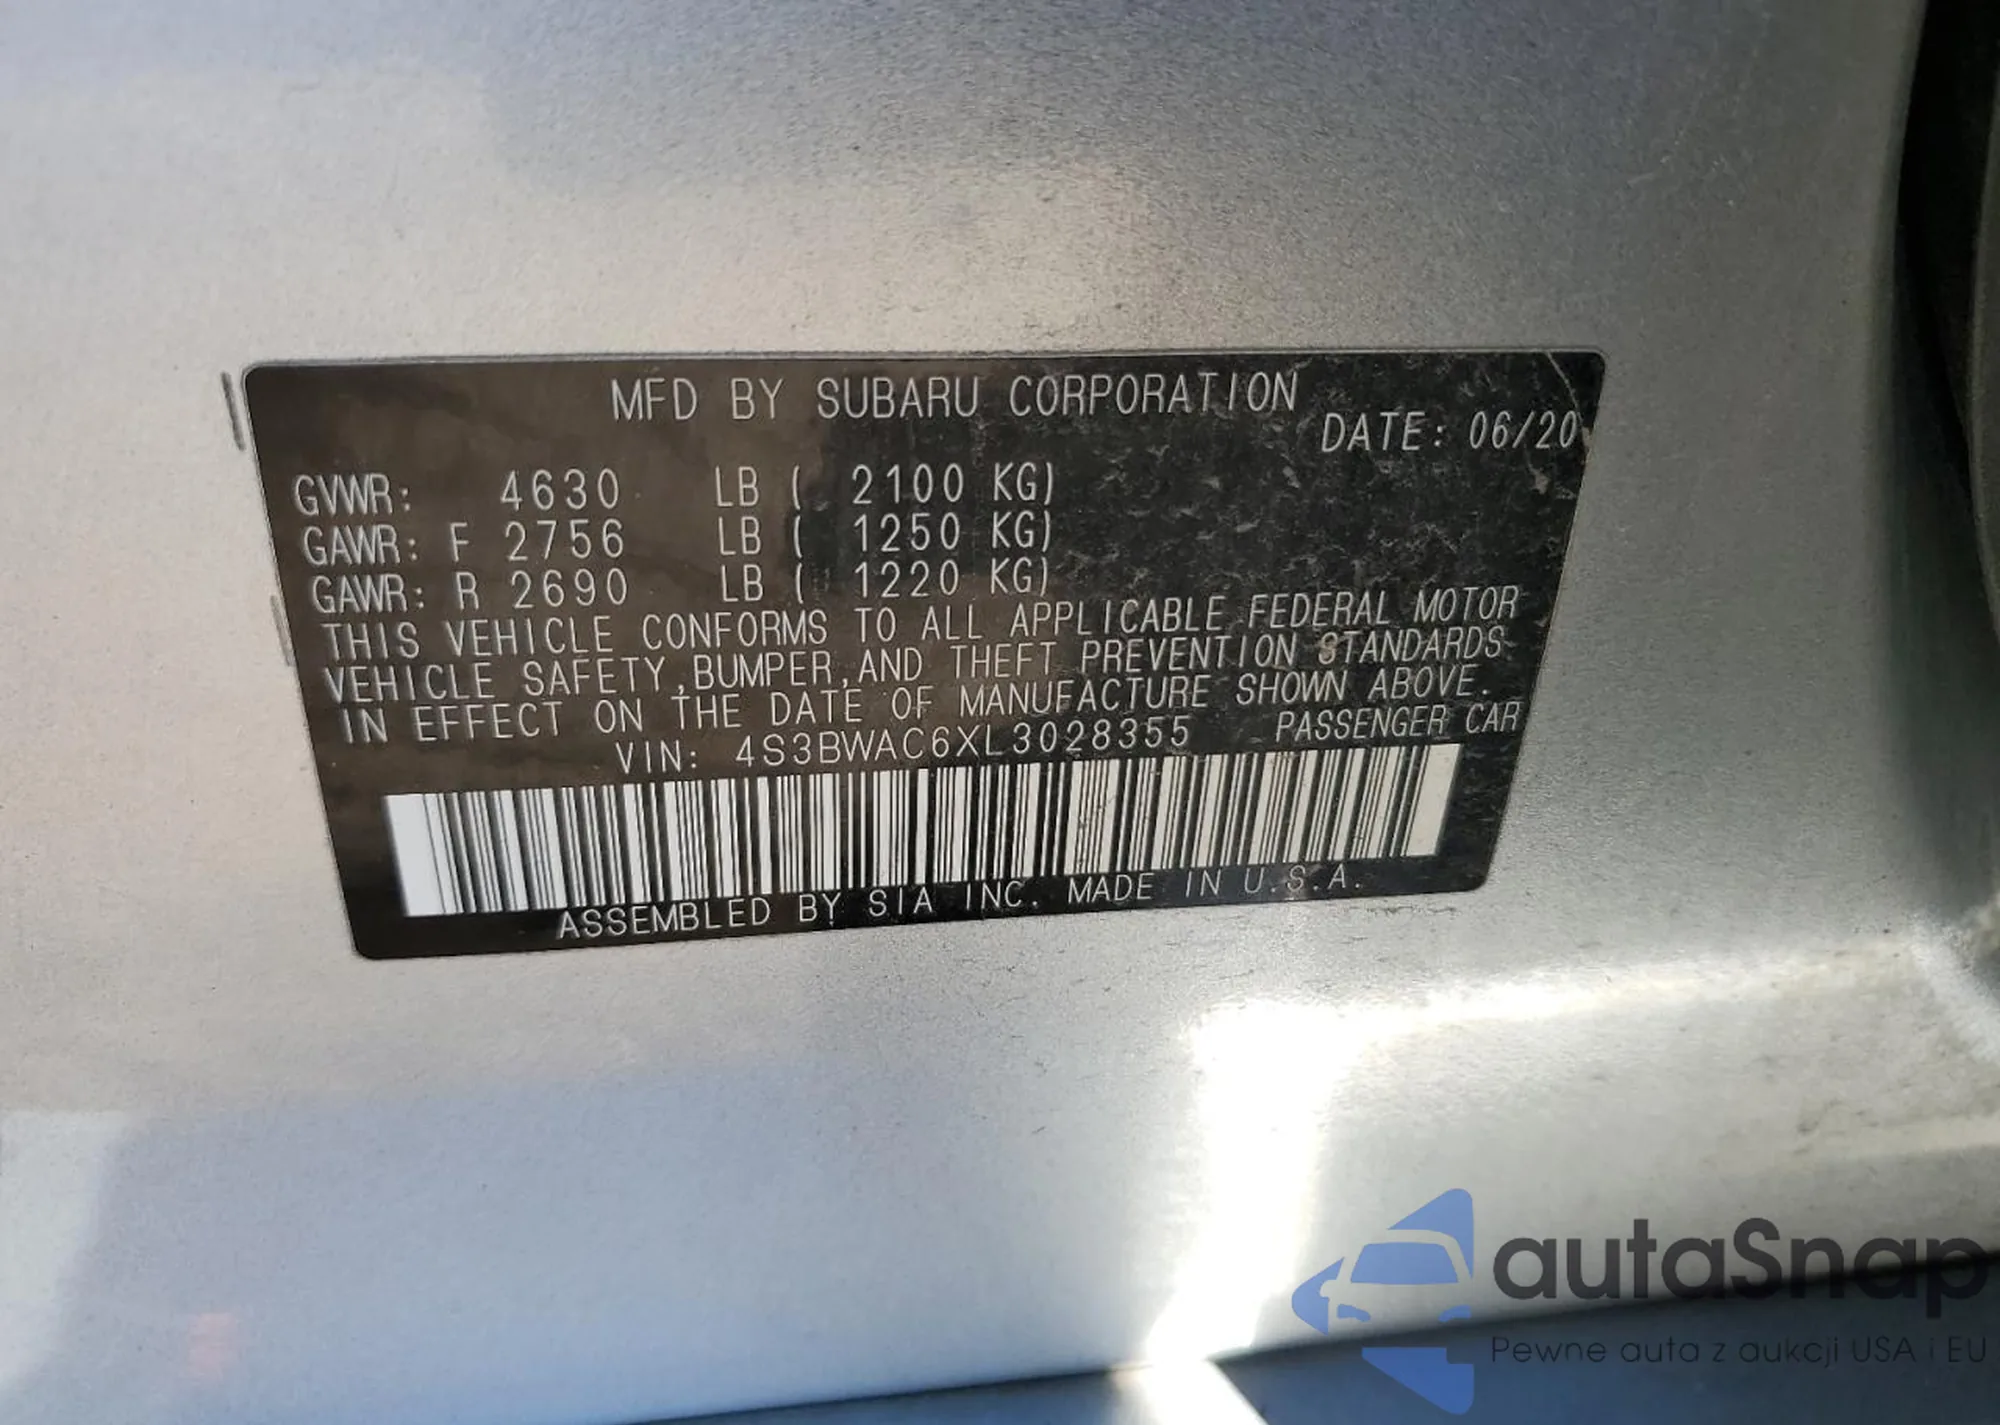 MFD BY SUBARU CORPORATION
DATE: 06/20
GVWR: 4630 LB ( 2100 KG)
GAWR: F 2756 LB ( 1250 KG)
GAWR: R 2690 LB ( 1220 KG)
THIS VEHICLE CONFORMS TO ALL APPLICABLE FEDERAL MOTOR
VEHICLE SAFETY,BUMPER,AND THEFT PREVENTION STANDARDS
IN EFFECT ON THE DATE OF MANUFACTURE SHOWN ABOVE.
VIN: 4S3BWAC6XL3028355 PASSENGER CAR
ASSEMBLED BY SIA INC. MADE IN U.S.A.
autaSnap
Pewne auta z aukcji USA i EU